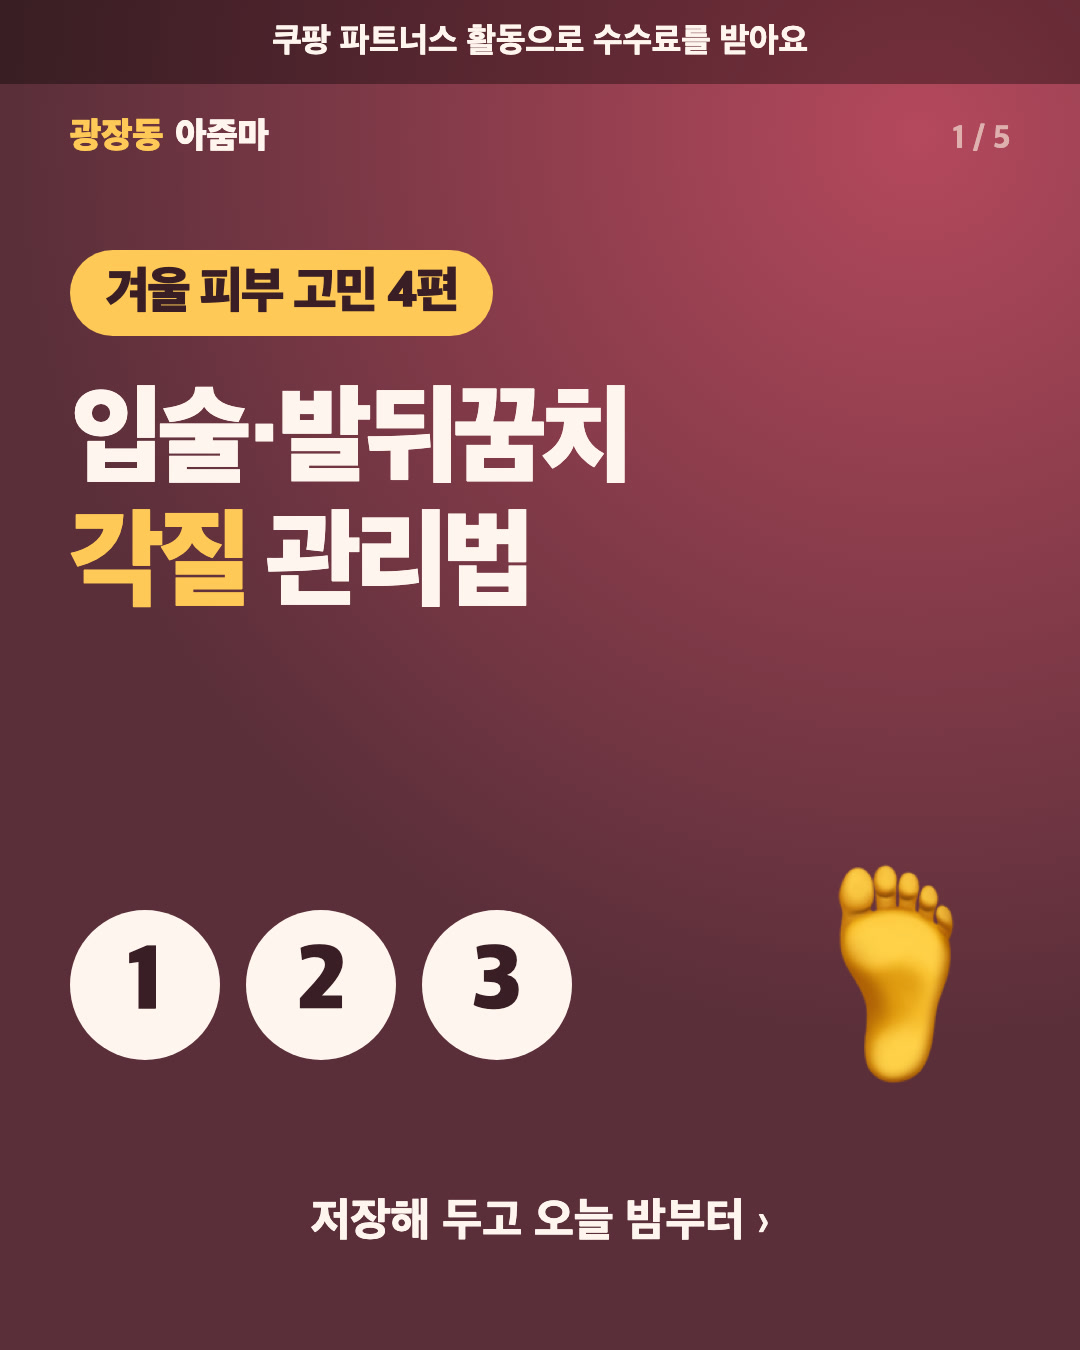 쿠팡 파트너스 활동으로 수수료를 받아요
광장동 아줌마
1 / 5
겨울 피부 고민 4편
입술·발뒤꿈치
각질 관리법
1 2 3
저장해 두고 오늘 밤부터 ›